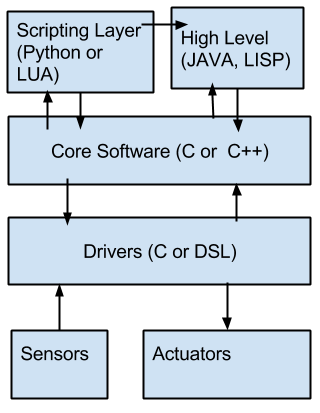 Scripting Layer
(Python or
LUA)
High Level
(JAVA, LISP)
Core Software (C or C++)
Drivers (C or DSL)
Sensors
Actuators